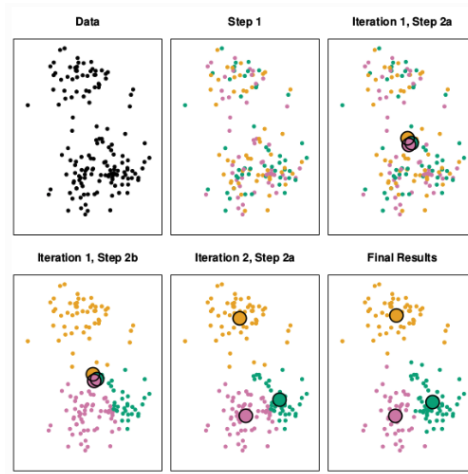 Data
Step 1
Iteration 1, Step 2a
Iteration 1, Step 2b
Iteration 2, Step 2a
Final Results